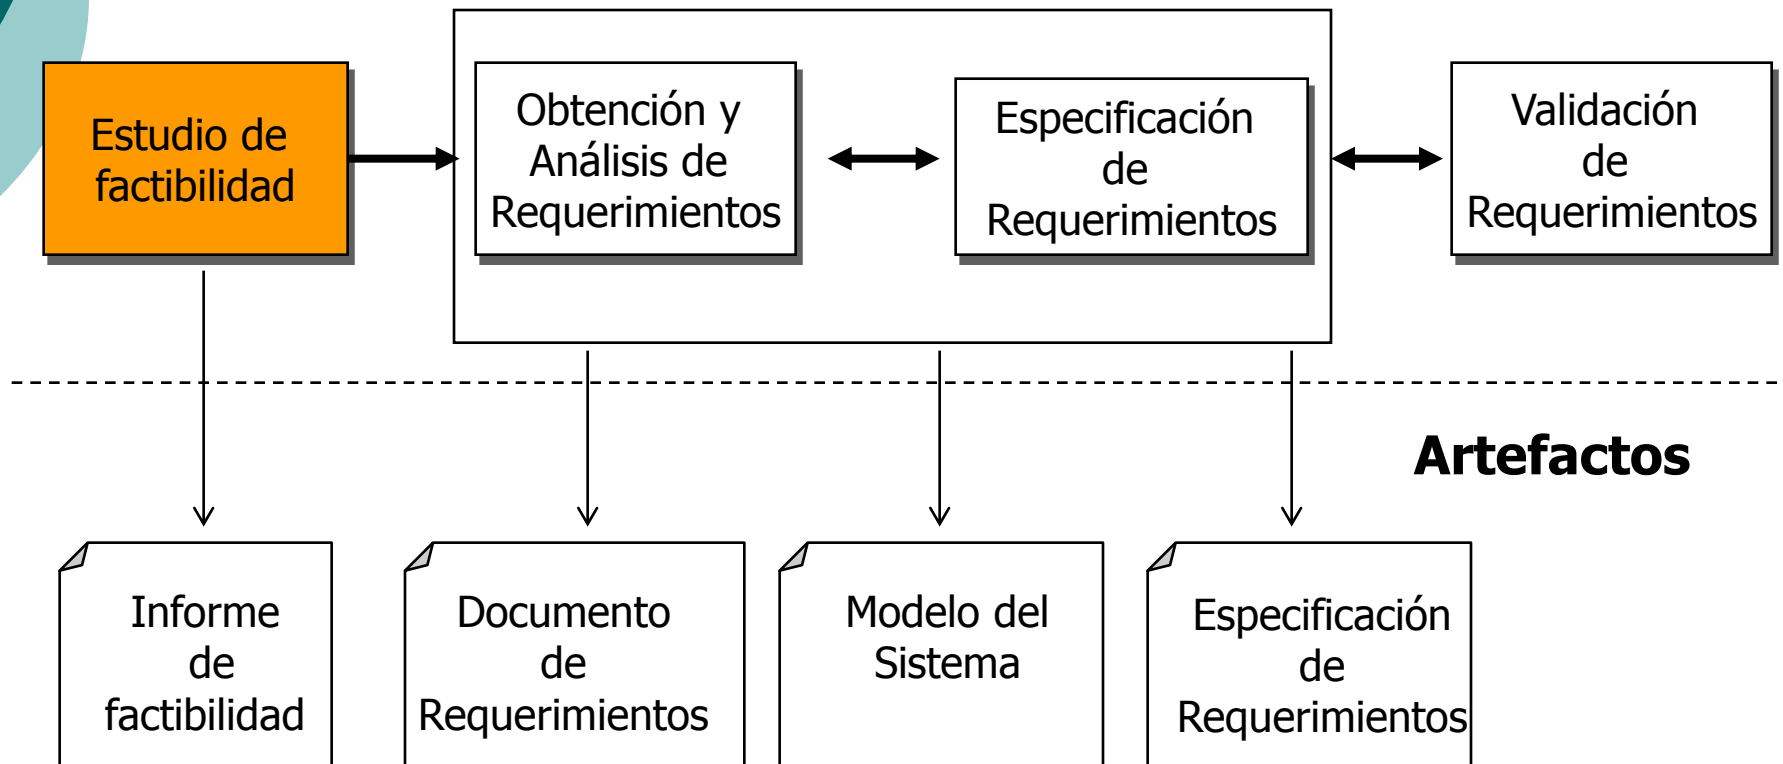 Estudio de
factibilidad
Obtención y
Análisis de
Requerimientos
Especificación
de
Requerimientos
Validación
de
Requerimientos
Artefactos
Informe
de
factibilidad
Documento
de
Requerimientos
Modelo del
Sistema
Especificación
de
Requerimientos